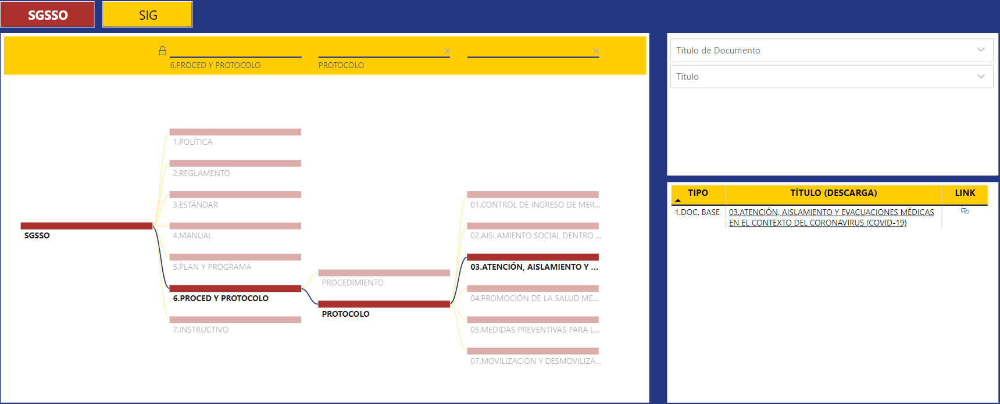 SGSSO
SIG
6.PROCED Y PROTOCOLO
PROTOCOLO
SGSSO
1.POLÍTICA
2.REGLAMENTO
3.ESTÁNDAR
4.MANUAL
5.PLAN Y PROGRAMA
6.PROCED Y PROTOCOLO
7.INSTRUCTIVO
PROCEDIMIENTO
PROTOCOLO
01.CONTROL DE INGRESO DE MER...
02.AISLAMIENTO SOCIAL DENTRO ...
03.ATENCIÓN, AISLAMIENTO Y ...
04.PROMOCIÓN DE LA SALUD ME...
05.MEDIDAS PREVENTIVAS PARA L...
07.MOVILIZACIÓN Y DESMOVILIZA...
Título de Documento
Titulo
TIPO TÍTULO (DESCARGA) LINK
1.DOC. BASE 03.ATENCIÓN, AISLAMIENTO Y EVACUACIONES MÉDICAS
EN EL CONTEXTO DEL CORONAVIRUS (COVID-19)